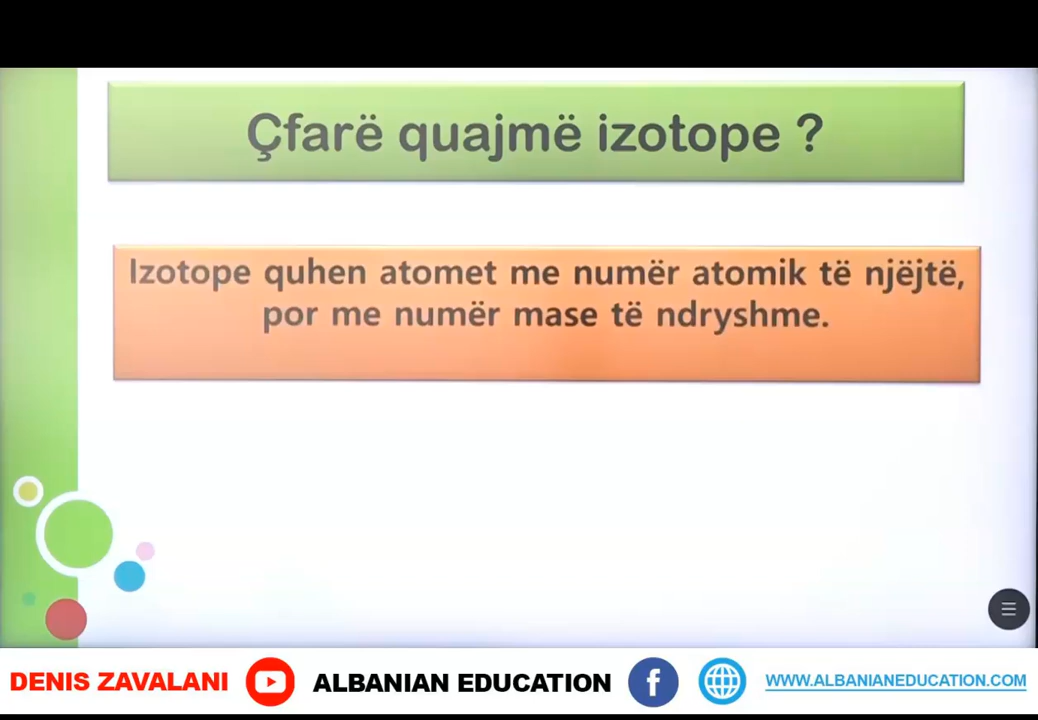 Çfarë quajmë izotope ?
Izotope quhen atomet me numër atomik të njëjtë,
por me numër mase të ndryshme.
DENIS ZAVALANI ALBANIAN EDUCATION WWW.ALBANIANEDUCATION.COM